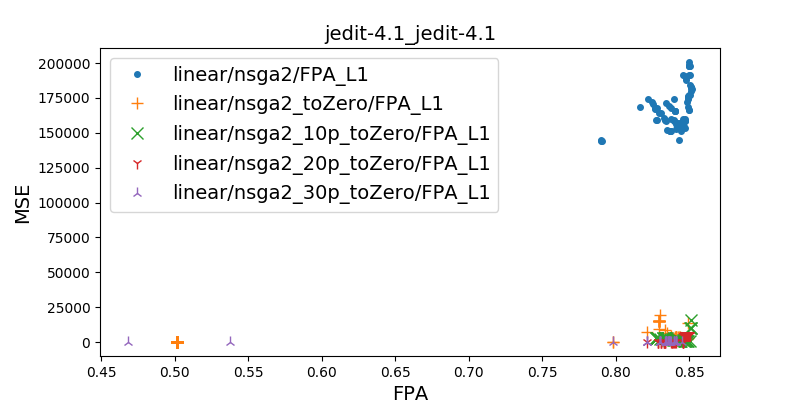 jedit-4.1_jedit-4.1
200000
175000
150000
125000
100000
75000
50000
25000
0
MSE
linear/nsga2/FPA_L1
linear/nsga2_toZero/FPA_L1
linear/nsga2_10p_toZero/FPA_L1
linear/nsga2_20p_toZero/FPA_L1
linear/nsga2_30p_toZero/FPA_L1
0.45 0.50 0.55 0.60 0.65 0.70 0.75 0.80 0.85
FPA